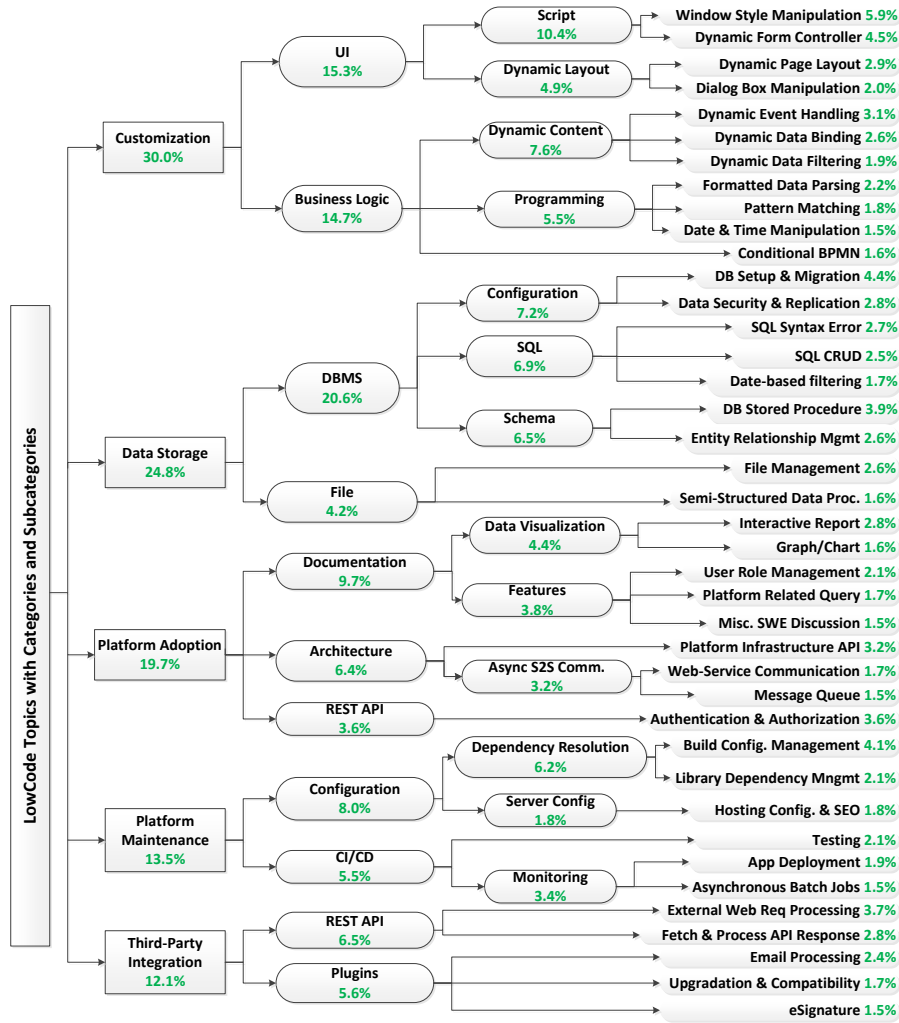 LowCode Topics with Categories and Subcategories
Customization
30.0%
UI
15.3%
Script
10.4%
Window Style Manipulation 5.9%
Dynamic Form Controller 4.5%
Dynamic Layout
4.9%
Dynamic Page Layout 2.9%
Dialog Box Manipulation 2.0%
Business Logic
14.7%
Dynamic Content
7.6%
Dynamic Event Handling 3.1%
Dynamic Data Binding 2.6%
Dynamic Data Filtering 1.9%
Programming
5.5%
Formatted Data Parsing 2.2%
Pattern Matching 1.8%
Date & Time Manipulation 1.5%
Conditional BPMN 1.6%
Data Storage
24.8%
DBMS
20.6%
Configuration
7.2%
DB Setup & Migration 4.4%
Data Security & Replication 2.8%
SQL
6.9%
SQL Syntax Error 2.7%
SQL CRUD 2.5%
Date-based filtering 1.7%
Schema
6.5%
DB Stored Procedure 3.9%
Entity Relationship Mgmt 2.6%
File
4.2%
File Management 2.6%
Semi-Structured Data Proc. 1.6%
Platform Adoption
19.7%
Documentation
9.7%
Data Visualization
4.4%
Interactive Report 2.8%
Graph/Chart 1.6%
Features
3.8%
User Role Management 2.1%
Platform Related Query 1.7%
Misc. SWE Discussion 1.5%
Architecture
6.4%
Platform Infrastructure API 3.2%
Async S2S Comm.
3.2%
Web-Service Communication 1.7%
Message Queue 1.5%
REST API
3.6%
Authentication & Authorization 3.6%
Platform
Maintenance
13.5%
Configuration
8.0%
Dependency Resolution
6.2%
Build Config. Management 4.1%
Library Dependency Mngmt 2.1%
Server Config
1.8%
Hosting Config. & SEO 1.8%
CI/CD
5.5%
Testing 2.1%
Monitoring
3.4%
App Deployment 1.9%
Asynchronous Batch Jobs 1.5%
Third-Party
Integration
12.1%
REST API
6.5%
External Web Req Processing 3.7%
Fetch & Process API Response 2.8%
Plugins
5.6%
Email Processing 2.4%
Upgradation & Compatibility 1.7%
eSignature 1.5%